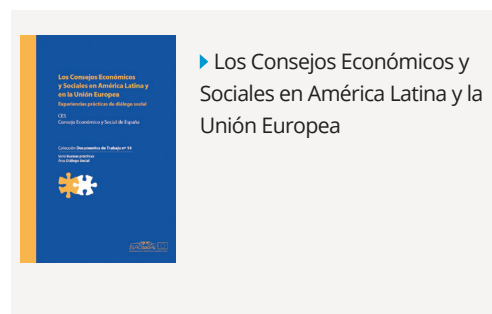 Los Consejos Económicos
y Sociales en América Latina y
en la Unión Europea
Experiencias prácticas de diálogo social
CES
Consejo Económico y Social de España
Colección Documentos de Trabajo nº 14
Serie Buenas prácticas
Área Diálogo Social
Los Consejos Económicos y
Sociales en América Latina y la
Unión Europea